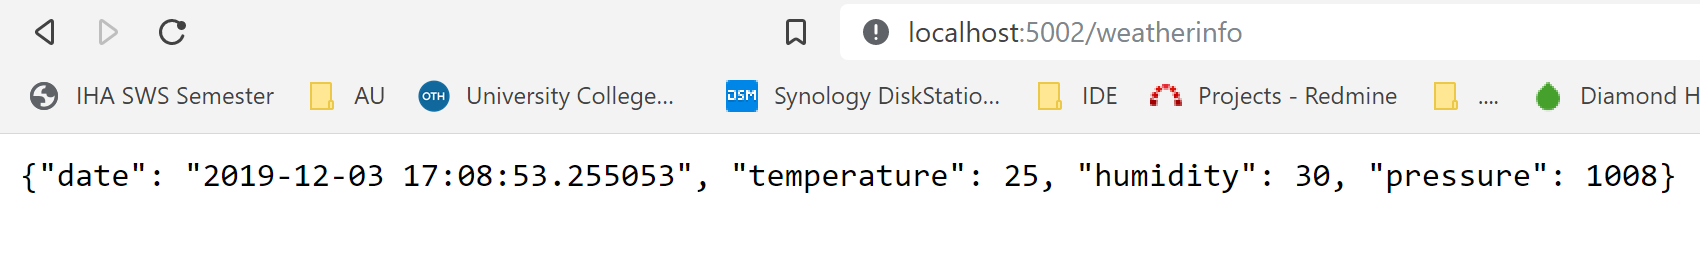 localhost:5002/weatherinfo
IHA SWS Semester AU OTH University College... DSM Synology DiskStatio... IDE Projects - Redmine .... Diamond H
{"date": "2019-12-03 17:08:53.255053", "temperature": 25, "humidity": 30, "pressure": 1008}